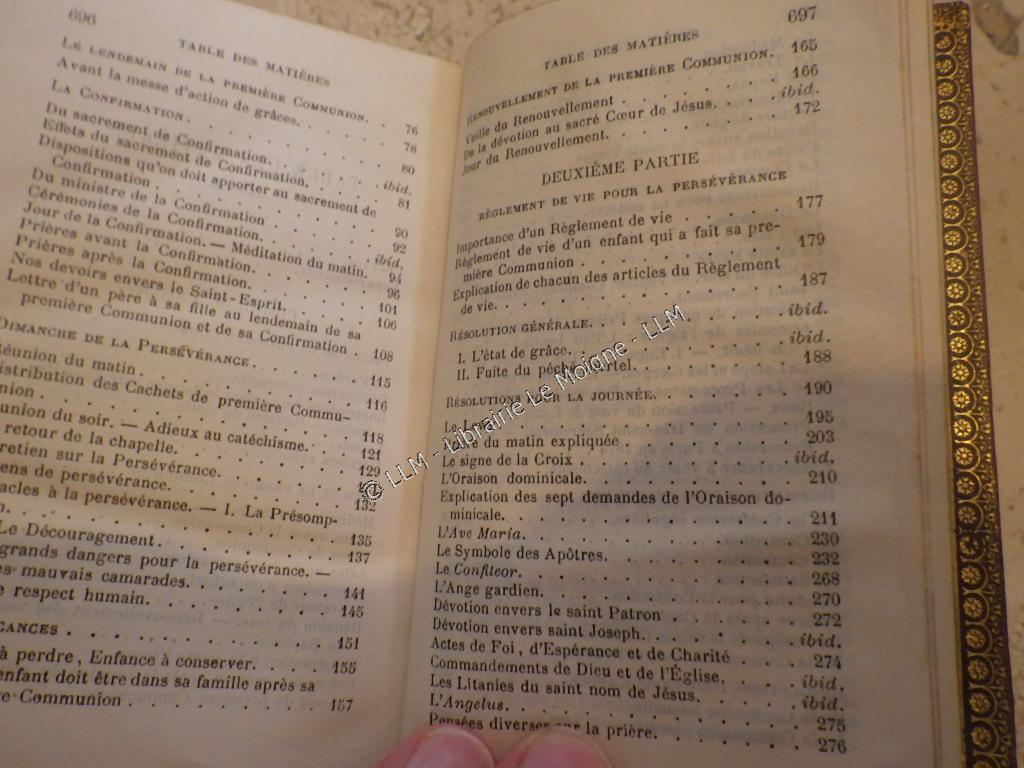 696
TABLE DES MATIÈRES
LE LENDEMAIN DE LA PREMIÈRE COMMUNION. . . 76
Avant la messe d'action de grâces. . . . . 78
LA CONFIRMATION. . . . . . . . 80
Du sacrement de Confirmation. . . . . . ibid.
Effets du sacrement de Confirmation. . . . 81
Dispositions qu'on doit apporter au sacrement de
Confirmation . . . . . . . . 90
Du ministre de la Confirmation . . . . . 92
Cérémonies de la Confirmation. . . . . . ibid.
Jour de la Confirmation. — Méditation du matin. 94
Prières avant la Confirmation. . . . . . 96
Prières après la Confirmation. . . . . . 101
Nos devoirs envers le Saint-Esprit. . . . . 106
Lettre d'un père à sa fille au lendemain de sa
première Communion et de sa Confirmation . 108
DIMANCHE DE LA PERSÉVÉRANCE. . . . . 115
Réunion du matin. . . . . . . . 116
istribution des Cachets de première Commu-
nion . . . . . . . . . 118
union du soir. — Adieux au catéchisme. . . 121
retour de la chapelle. . . . . . . 129
retien sur la Persévérance. . . . . .
ens de persévérance. . . . . . . 132
acles à la persévérance. — I. La Présomp-
n. . . . . . . . . . 135
Le Découragement. . . . . . . 137
grands dangers pour la persévérance. —
es mauvais camarades. . . . . . . 141
e respect humain. . . . . . . . 145
CANCES . . . . . . . . . 151
à perdre, Enfance à conserver. . . . . 155
enfant doit être dans sa famille après sa
re Communion . . . . . . . . 157
697
TABLE DES MATIÈRES
RENOUVELLEMENT DE LA PREMIÈRE COMMUNION. 165
Veille du Renouvellement . . . . . . 166
De la dévotion au sacré Cœur de Jésus. . . . ibid.
Jour du Renouvellement. . . . . . . 172
DEUXIÈME PARTIE
RÈGLEMENT DE VIE POUR LA PERSÉVÉRANCE
Importance d'un Règlement de vie . . . . . 177
Règlement de vie d'un enfant qui a fait sa pre-
mière Communion . . . . . . . 179
Explication de chacun des articles du Règlement
de vie. . . . . . . . . . 187
RÉSOLUTION GÉNÉRALE. . . . . . . ibid.
I. L'état de grâce. . . . . . . . ibid.
II. Fuite du péché mortel. . . . . . . 188
RÉSOLUTIONS POUR LA JOURNÉE. . . . . 190
Le . . . . . . . . . . 195
du matin expliquée . . . . . . 203
Le signe de la Croix . . . . . . . ibid.
L'Oraison dominicale. . . . . . . . 210
Explication des sept demandes de l'Oraison do-
minicale. . . . . . . . . . 211
L'Ave Maria. . . . . . . . . 230
Le Symbole des Apôtres. . . . . . . 232
Le Confiteor. . . . . . . . . 268
L'Ange gardien. . . . . . . . . 270
Dévotion envers le saint Patron . . . . . 272
Dévotion envers saint Joseph. . . . . . ibid.
Actes de Foi, d'Espérance et de Charité . . . 274
Commandements de Dieu et de l'Église. . . . ibid.
Les Litanies du saint nom de Jésus. . . . . ibid.
L'Angelus. . . . . . . . . . 275
Pensées diverses sur la prière. . . . . . 276
© LLM - Librairie Le Moigne - LLM